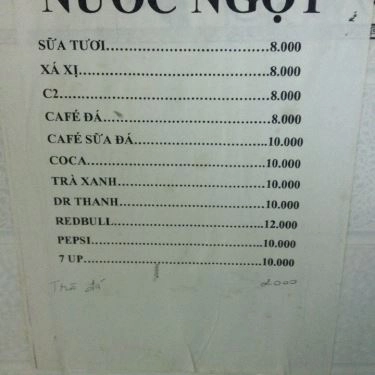 NƯỚC NGỌT
SỮA TƯƠI........................................8.000
XÁ XỊ...............................................8.000
C2.....................................................8.000
CAFÉ ĐÁ.........................................8.000
CAFÉ SỮA ĐÁ................................10.000
COCA...............................................10.000
TRÀ XANH......................................10.000
DR THANH......................................10.000
REDBULL........................................12.000
PEPSI...............................................10.000
7 UP..................................................10.000
Trà đá 2000